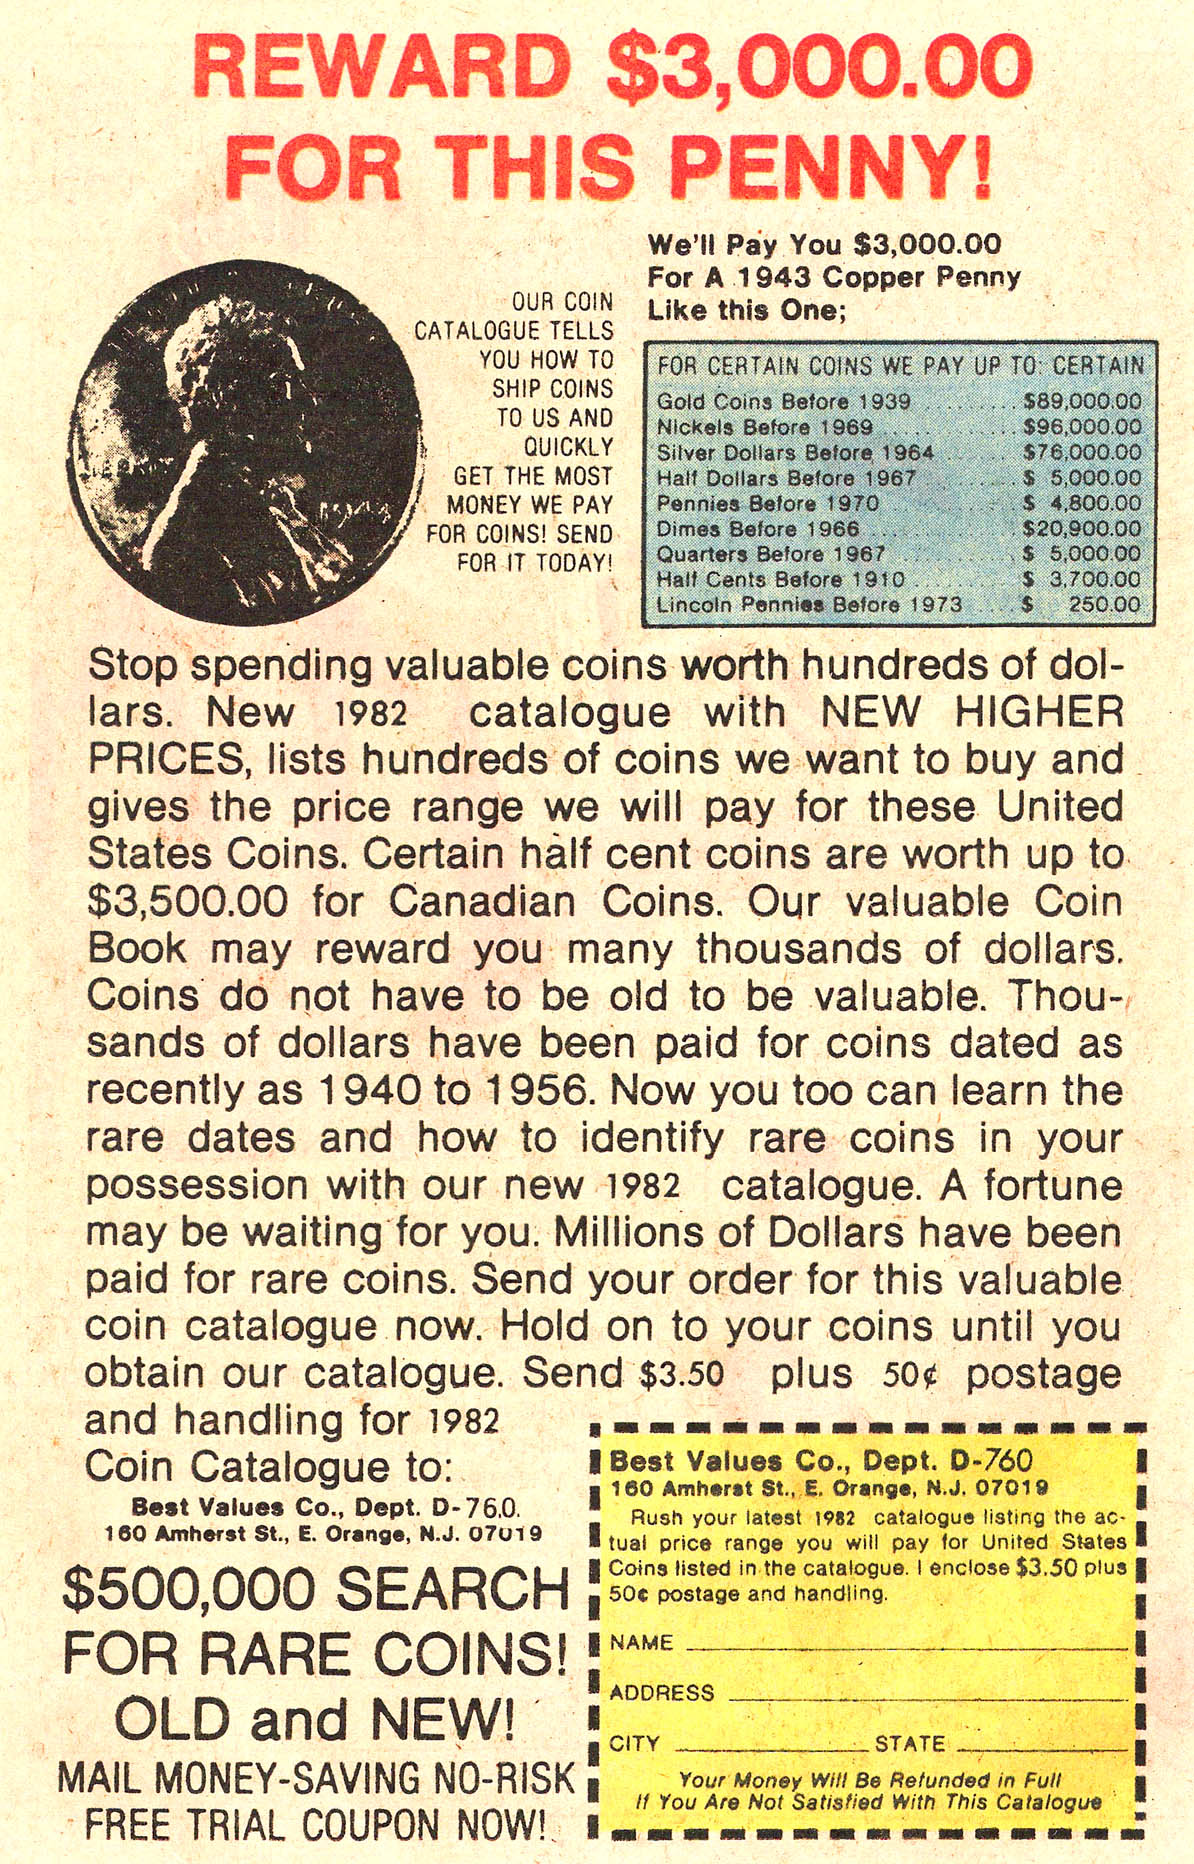 REWARD $3,000.00
FOR THIS PENNY!
OUR COIN
CATALOGUE TELLS
YOU HOW TO
SHIP COINS
TO US AND
QUICKLY
GET THE MOST
MONEY WE PAY
FOR COINS! SEND
FOR IT TODAY!
We'll Pay You $3,000.00
For A 1943 Copper Penny
Like this One;
FOR CERTAIN COINS WE PAY UP TO: CERTAIN
Gold Coins Before 1939 ......... $89,000.00
Nickels Before 1969 ............ $96,000.00
Silver Dollars Before 1964 ....... $76,000.00
Half Dollars Before 1967 ......... $ 5,000.00
Pennies Before 1970 ............ $ 4,800.00
Dimes Before 1966 .............. $20,900.00
Quarters Before 1967 ........... $ 5,000.00
Half Cents Before 1910 .......... $ 3,700.00
Lincoln Pennies Before 1973 .... $ 250.00
LIBERTY
1943
Stop spending valuable coins worth hundreds of dol-
lars. New 1982 catalogue with NEW HIGHER
PRICES, lists hundreds of coins we want to buy and
gives the price range we will pay for these United
States Coins. Certain half cent coins are worth up to
$3,500.00 for Canadian Coins. Our valuable Coin
Book may reward you many thousands of dollars.
Coins do not have to be old to be valuable. Thou-
sands of dollars have been paid for coins dated as
recently as 1940 to 1956. Now you too can learn the
rare dates and how to identify rare coins in your
possession with our new 1982 catalogue. A fortune
may be waiting for you. Millions of Dollars have been
paid for rare coins. Send your order for this valuable
coin catalogue now. Hold on to your coins until you
obtain our catalogue. Send $3.50 plus 50¢ postage
and handling for 1982
Coin Catalogue to:
Best Values Co., Dept. D-760.
160 Amherst St., E. Orange, N.J. 07019
$500,000 SEARCH
FOR RARE COINS!
OLD and NEW!
MAIL MONEY-SAVING NO-RISK
FREE TRIAL COUPON NOW!
Best Values Co., Dept. D-760
160 Amherst St., E. Orange, N.J. 07019
Rush your latest 1982 catalogue listing the ac-
tual price range you will pay for United States
Coins listed in the catalogue. I enclose $3.50 plus
50¢ postage and handling.
NAME
ADDRESS
CITY STATE
Your Money Will Be Refunded in Full
If You Are Not Satisfied With This Catalogue